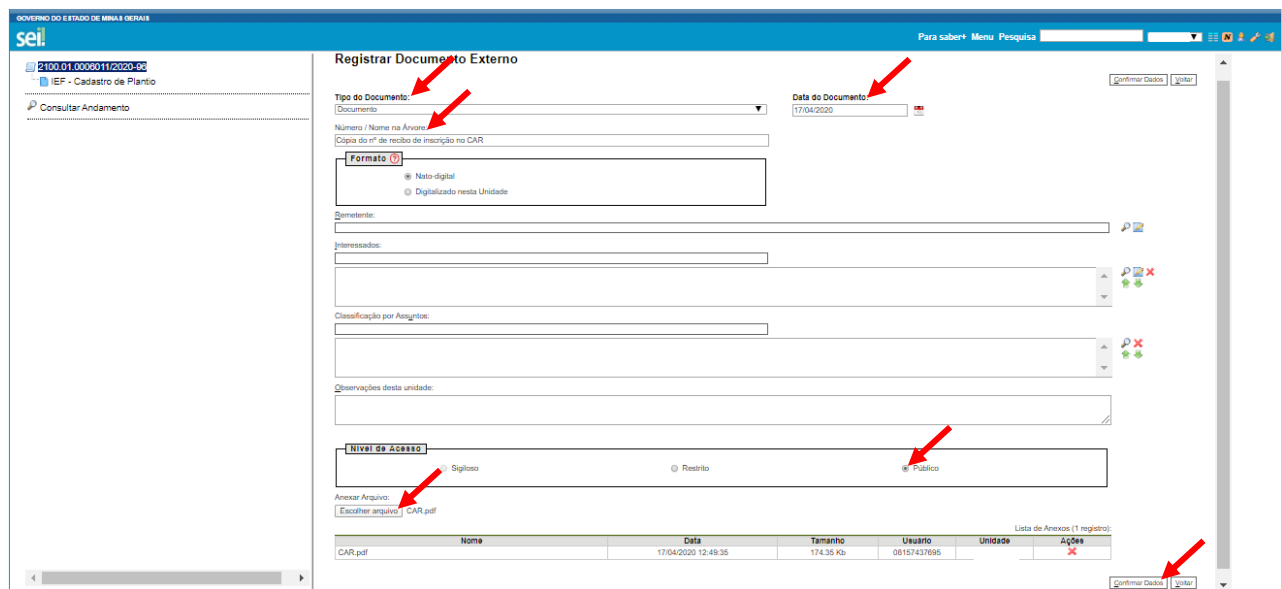 GOVERNO DO ESTADO DE MINAS GERAIS
sei!
Para saber+ Menu Pesquisa
2100.01.0006011/2020-96
IEF - Cadastro de Plantio
Consultar Andamento
Registrar Documento Externo
Confirmar Dados Voltar
Tipo do Documento:
Documento
Data do Documento:
17/04/2020
Número / Nome na Árvore:
Cópia do nº de recibo de inscrição no CAR
Formato (?)
Nato-digital
Digitalizado nesta Unidade
Remetente:
Interessados:
Classificação por Assuntos:
Observações desta unidade:
Nível de Acesso
Sigiloso Restrito Público
Anexar Arquivo:
Escolher arquivo CAR.pdf
Lista de Anexos (1 registro):
Nome Data Tamanho Usuário Unidade Ações
CAR.pdf 17/04/2020 12:49:35 174.35 Kb 08157437695
Confirmar Dados Voltar